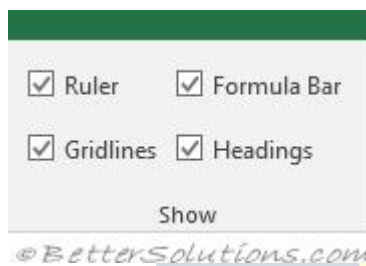 Ruler Formula Bar
Gridlines Headings
Show
©BetterSolutions.com